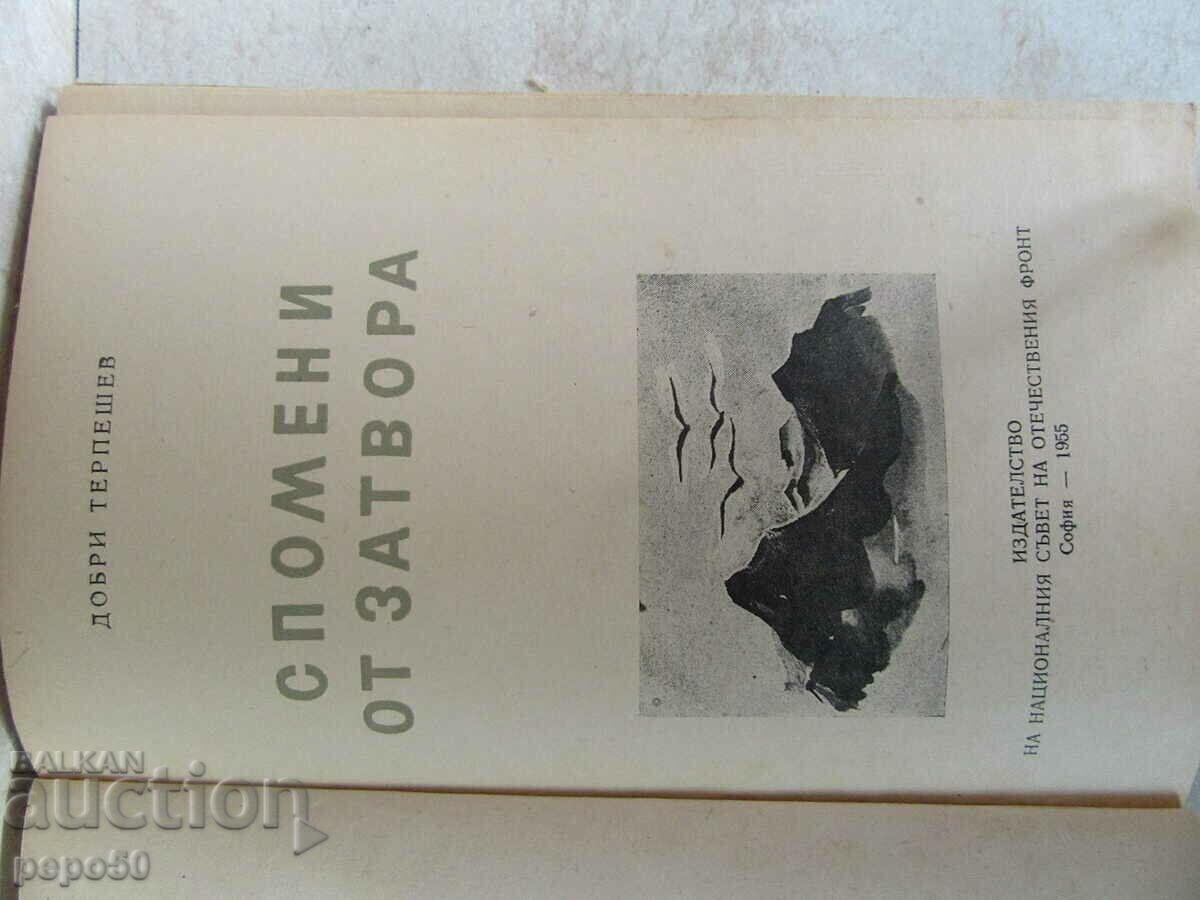 ДОБРИ ТЕРПЕШЕВ
СПОМЕНИ
ОТ ЗАТВОРА
ИЗДАТЕЛСТВО
НА НАЦИОНАЛНИЯ СЪВЕТ НА ОТЕЧЕСТВЕНИЯ ФРОНТ
София — 1955
BALKAN
auction
pepo50